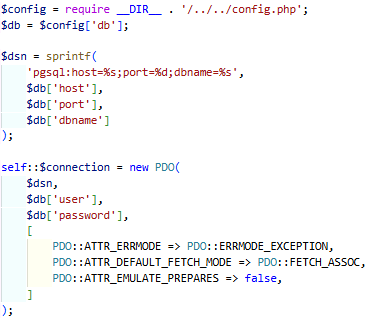 $config = require __DIR__ . '/../../config.php';
$db = $config['db'];

$dsn = sprintf(
    'pgsql:host=%s;port=%d;dbname=%s',
    $db['host'],
    $db['port'],
    $db['dbname']
);

self::$connection = new PDO(
    $dsn,
    $db['user'],
    $db['password'],
    [
        PDO::ATTR_ERRMODE => PDO::ERRMODE_EXCEPTION,
        PDO::ATTR_DEFAULT_FETCH_MODE => PDO::FETCH_ASSOC,
        PDO::ATTR_EMULATE_PREPARES => false,
    ]
);